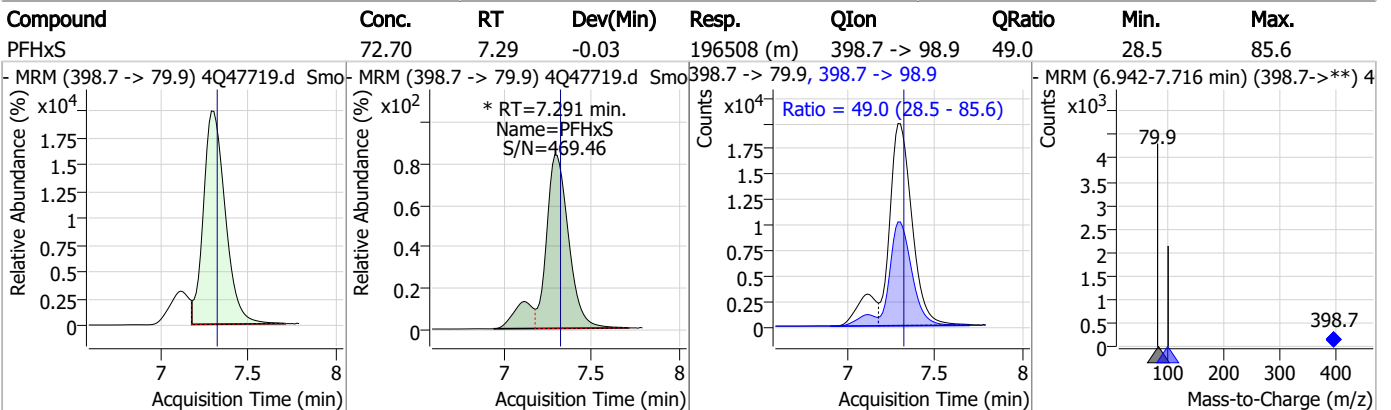 Compound Conc. RT Dev(Min) Resp. QIon QRatio Min. Max.
PFHxS 72.70 7.29 -0.03 196508 (m) 398.7 -> 98.9 49.0 28.5 85.6
- MRM (398.7 -> 79.9) 4Q47719.d Smo
x10⁴
Relative Abundance (%)
1.75
1.5
1.25
1
0.75
0.5
0.25
0
7 7.5 8
Acquisition Time (min)
- MRM (398.7 -> 79.9) 4Q47719.d Smo
x10²
* RT=7.291 min.
Name=PFHxS
S/N=469.46
Relative Abundance (%)
0.8
0.6
0.4
0.2
0
7 7.5 8
Acquisition Time (min)
398.7 -> 79.9, 398.7 -> 98.9
x10⁴
Ratio = 49.0 (28.5 - 85.6)
Counts
1.75
1.5
1.25
1
0.75
0.5
0.25
0
7 7.5 8
Acquisition Time (min)
- MRM (6.942-7.716 min) (398.7->**) 4
x10³
Counts
79.9
4
3.5
3
2.5
2
1.5
1
0.5
0
398.7
100 200 300 400
Mass-to-Charge (m/z)